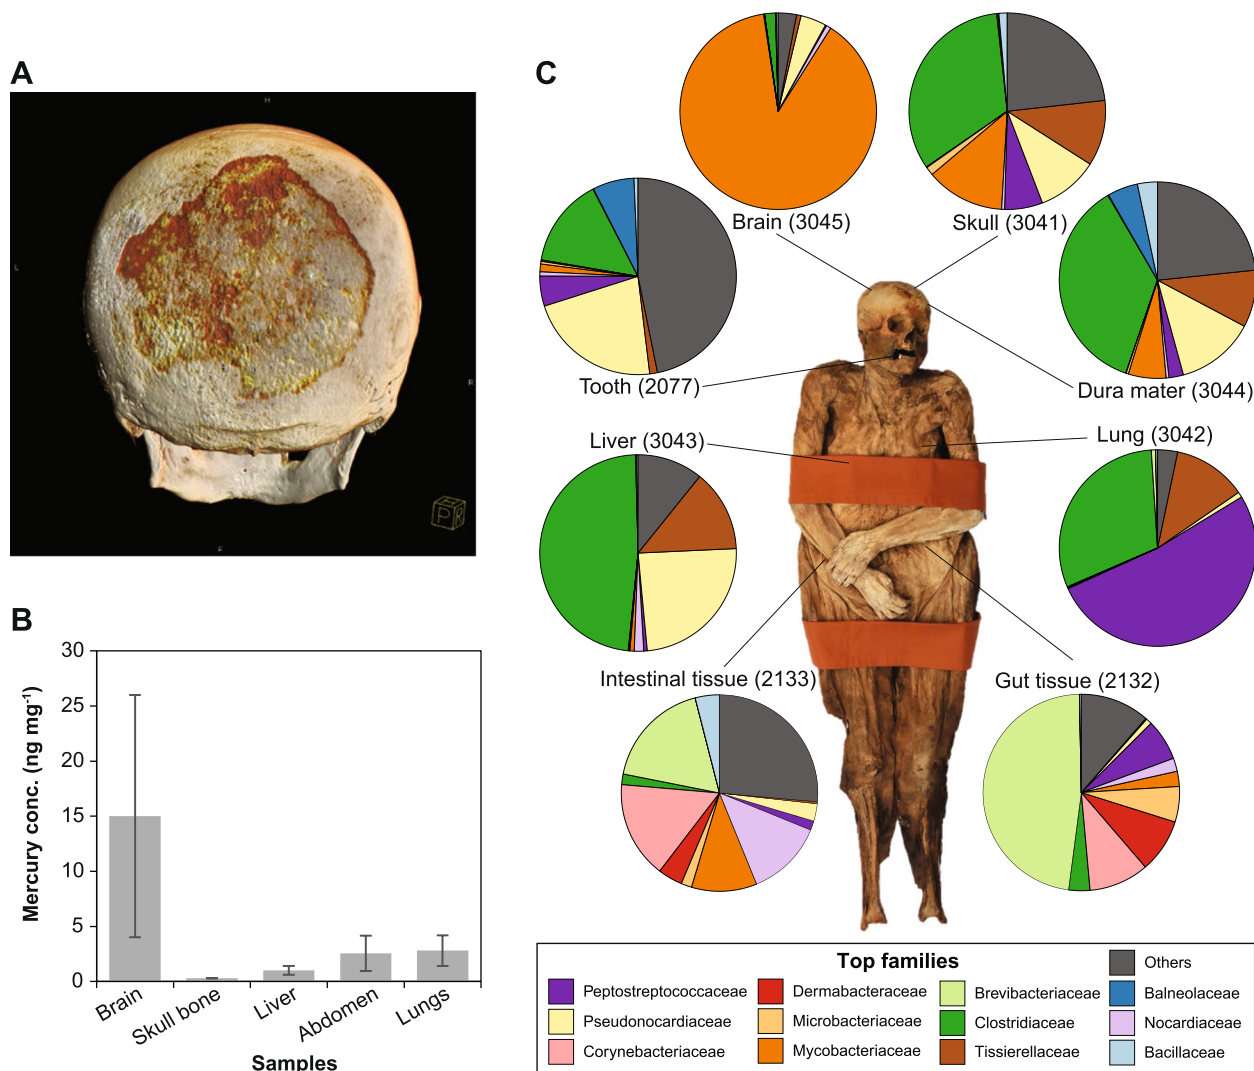 A
H
L
R
F
P R
B
Mercury conc. (ng mg⁻¹)
30
25
20
15
10
5
0
Brain
Skull bone
Liver
Abdomen
Lungs
Samples
C
Brain (3045)
Skull (3041)
Tooth (2077)
Dura mater (3044)
Liver (3043)
Lung (3042)
Intestinal tissue (2133)
Gut tissue (2132)
Top families
Others
Peptostreptococcaceae
Dermabacteraceae
Brevibacteriaceae
Balneolaceae
Pseudonocardiaceae
Microbacteriaceae
Clostridiaceae
Nocardiaceae
Corynebacteriaceae
Mycobacteriaceae
Tissierellaceae
Bacillaceae